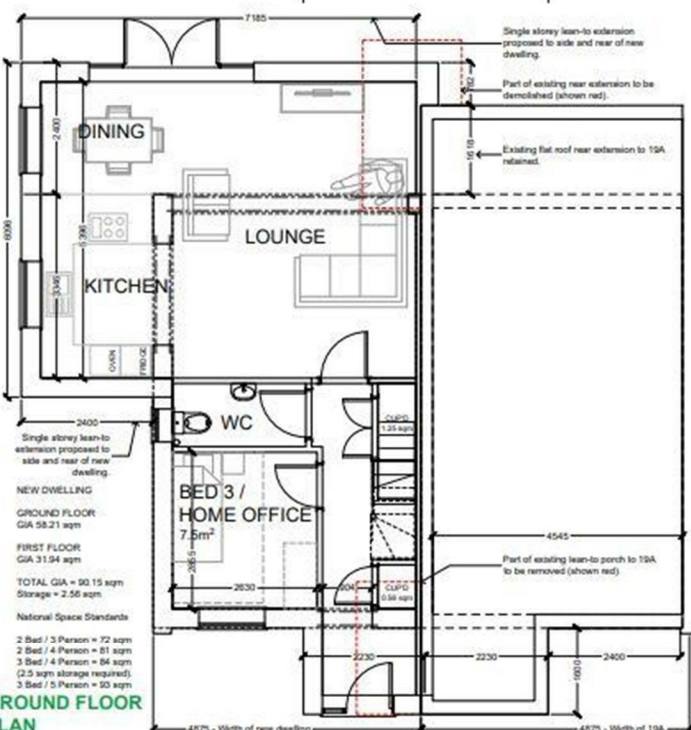 7185
Single storey lean-to extension
proposed to side and rear of new
dwelling.
Part of existing rear extension to be
demolished (shown red).
782
DINING
2400
1618
Existing flat roof rear extension to 19A
retained.
5396
LOUNGE
KITCHEN
OVEN
FRIDGE
2400
WC
CUPD
1.25 sqm
Single storey lean-to
extension proposed to
side and rear of new
dwelling.
NEW DWELLING
GROUND FLOOR
GIA 58.21 sqm
FIRST FLOOR
GIA 31.94 sqm
TOTAL GIA = 90.15 sqm
Storage = 2.56 sqm
National Space Standards
2 Bed / 3 Person = 72 sqm
2 Bed / 4 Person = 81 sqm
3 Bed / 4 Person = 84 sqm
(2.5 sqm storage required).
3 Bed / 5 Person = 93 sqm
BED 3 /
HOME OFFICE
7.5m²
2855
2630
4545
Part of existing lean-to porch to 19A
to be removed (shown red).
CUPD
2230
2230
2400
1600
ROUND FLOOR
LAN
4875 - Width of new dwelling
4875 - Width of 19A